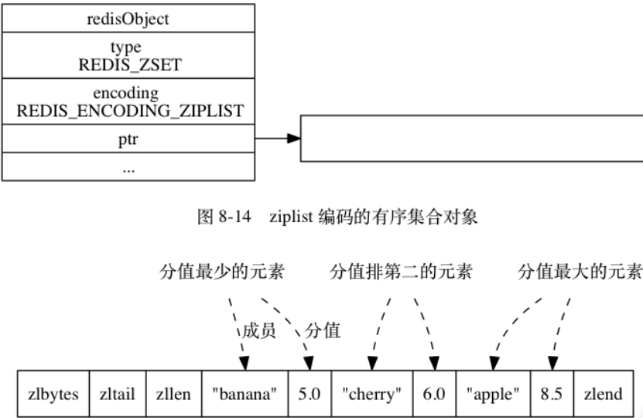 redisObject
type
REDIS_ZSET
encoding
REDIS_ENCODING_ZIPLIST
ptr
...
图 8-14 ziplist 编码的有序集合对象
分值最少的元素 分值排第二的元素 分值最大的元素
成员 分值
zlbytes zltail zllen "banana" 5.0 "cherry" 6.0 "apple" 8.5 zlend